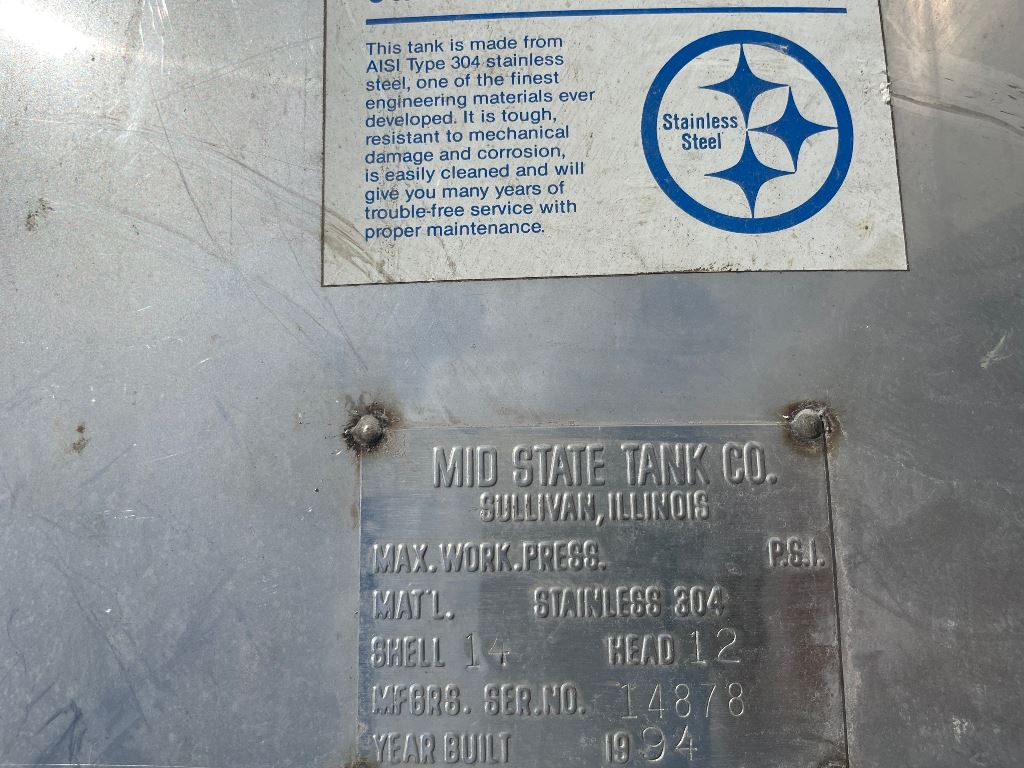 This tank is made from
AISI Type 304 stainless
steel, one of the finest
engineering materials ever
developed. It is tough,
resistant to mechanical
damage and corrosion,
is easily cleaned and will
give you many years of
trouble-free service with
proper maintenance.
Stainless
Steel
MID STATE TANK CO.
SULLIVAN, ILLINOIS
MAX. WORK. PRESS. P.S.I.
MAT'L. STAINLESS 304
SHELL 14 HEAD 12
MFGRS. SER. NO. 14878
YEAR BUILT 1994